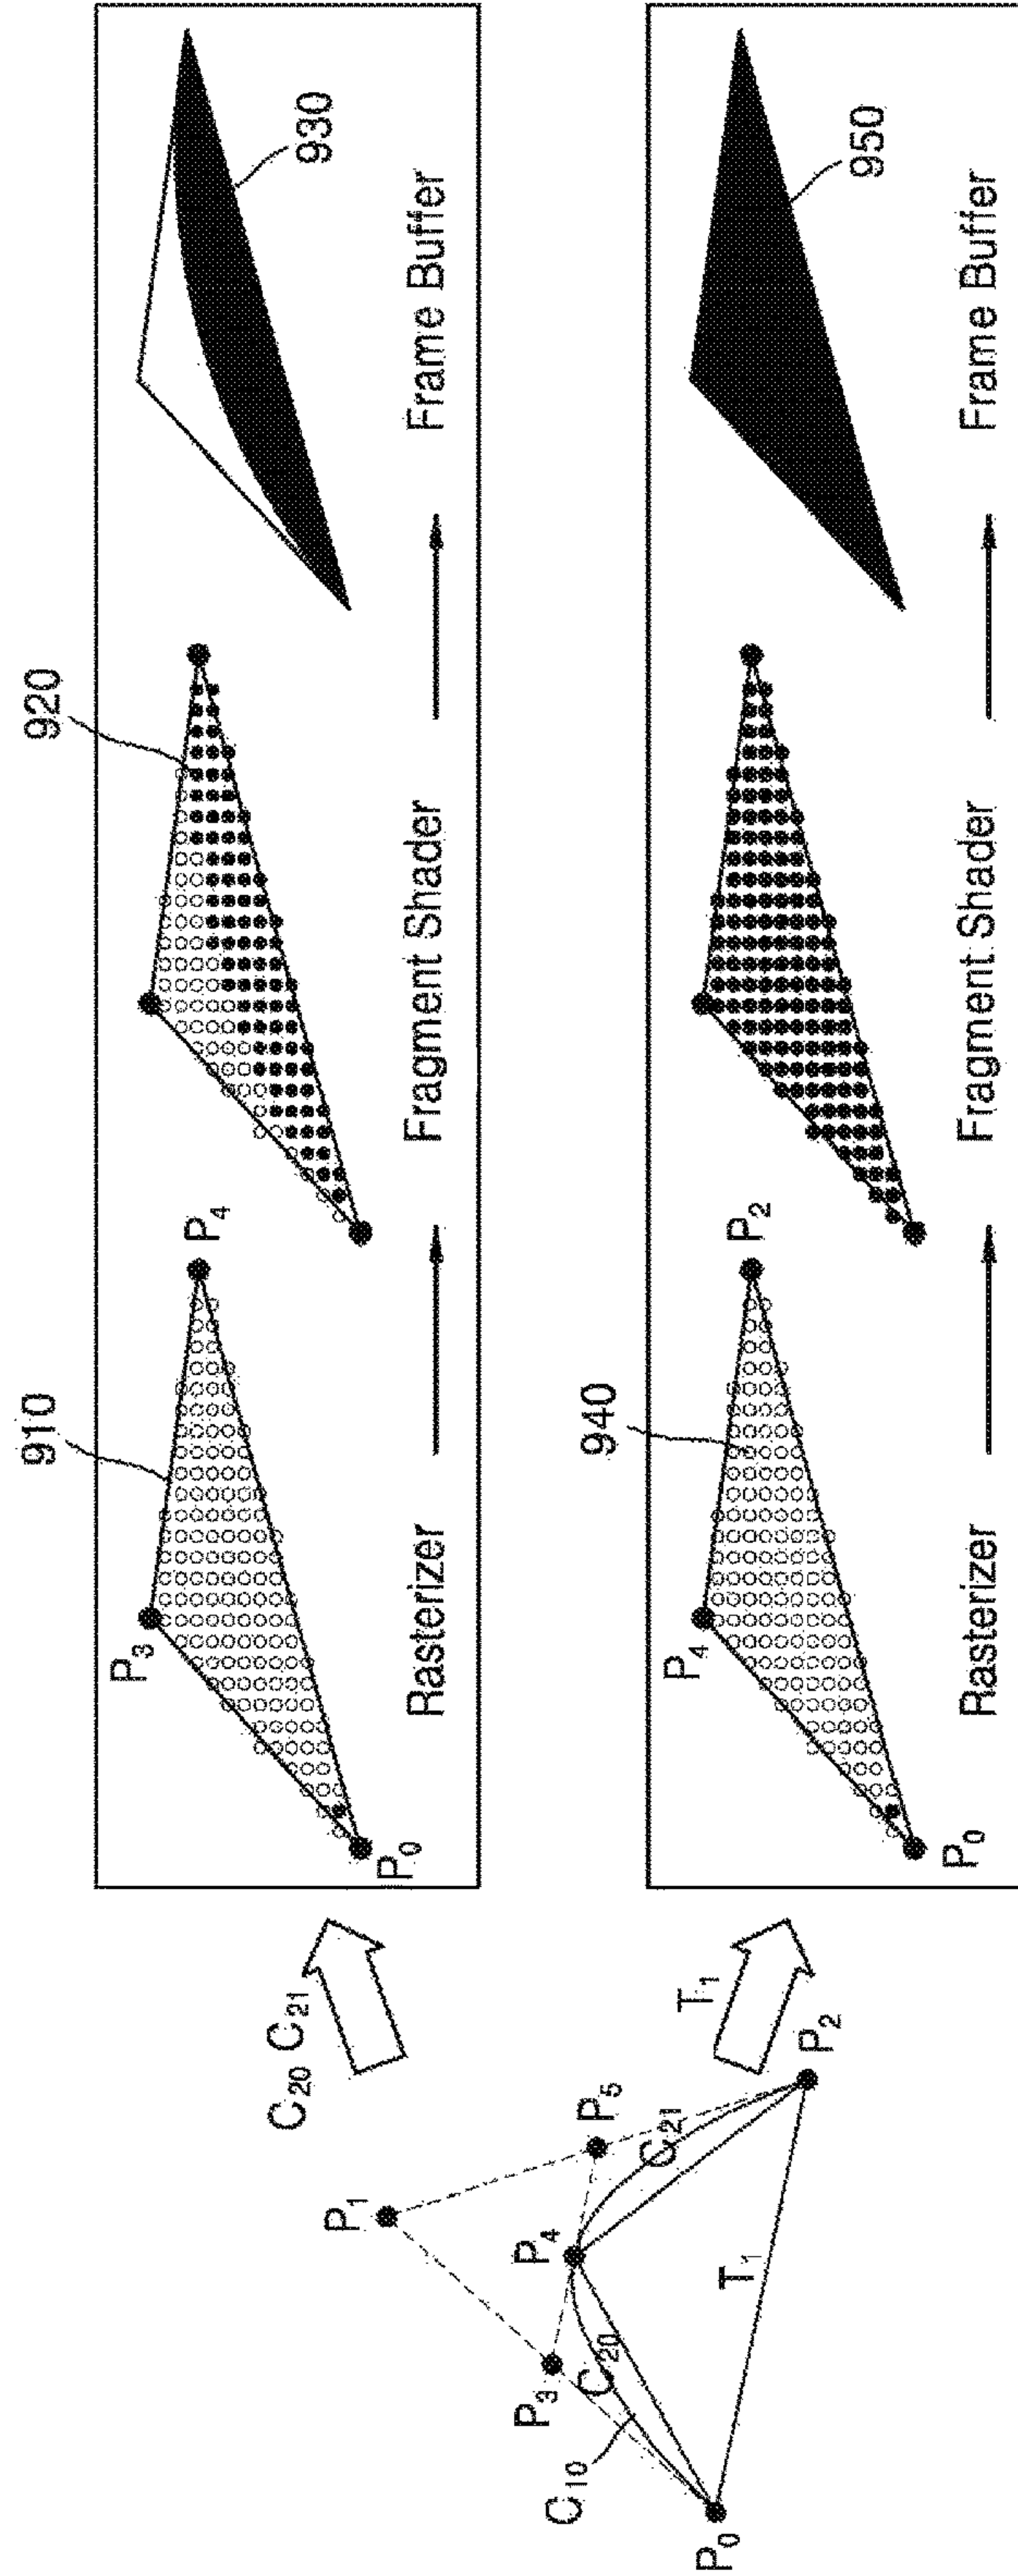 P₁
P₃
P₄
P₅
C₁₀
C₂₀
C₂₁
P₀
T₁
P₂
C₂₀ C₂₁
T₁
910
920
P₃
P₄
930
P₀
Rasterizer
Fragment Shader
Frame Buffer
940
P₄
P₂
950
P₀
Rasterizer
Fragment Shader
Frame Buffer